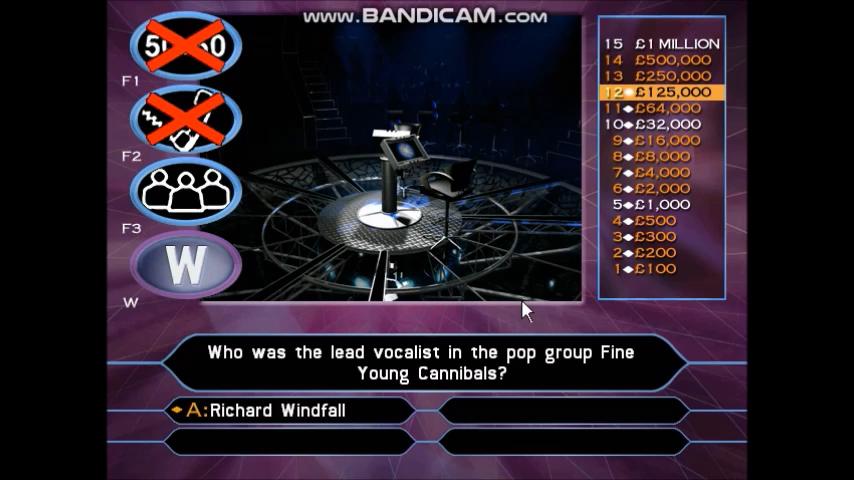 www.BANDICAM.com
50 50
F1
F2
F3
W
W
15 £1 MILLION
14 £500,000
13 £250,000
12◆£125,000
11◆£64,000
10◆£32,000
9◆£16,000
8◆£8,000
7◆£4,000
6◆£2,000
5◆£1,000
4◆£500
3◆£300
2◆£200
1◆£100
Who was the lead vocalist in the pop group Fine
Young Cannibals?
◆A:Richard Windfall